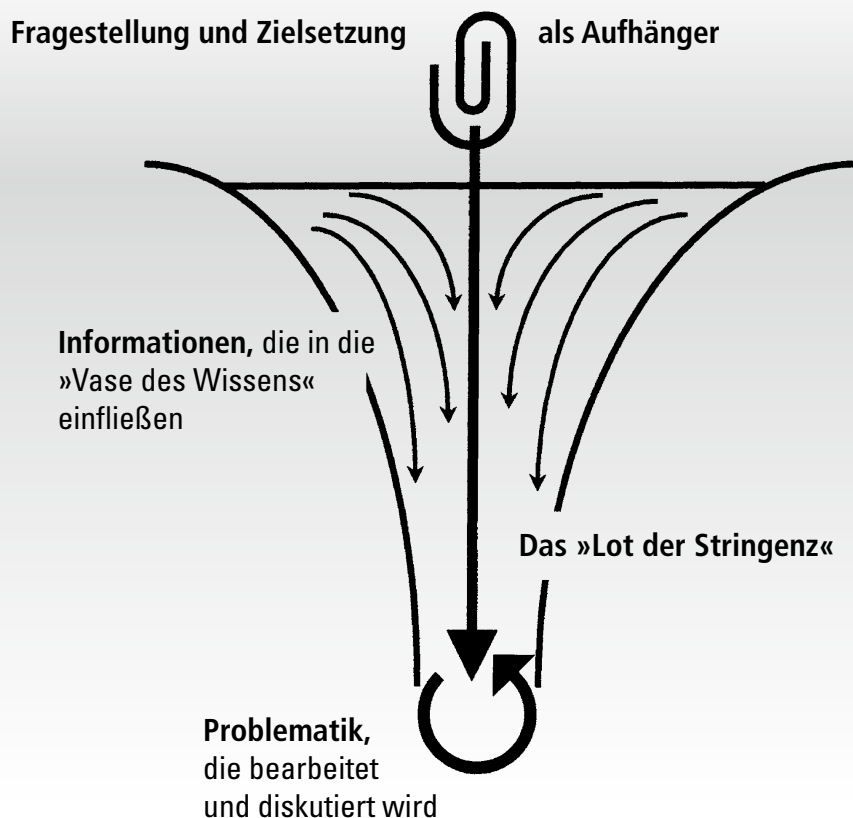 Fragestellung und Zielsetzung als Aufhänger
Informationen, die in die
»Vase des Wissens«
einfließen
Das »Lot der Stringenz«
Problematik,
die bearbeitet
und diskutiert wird